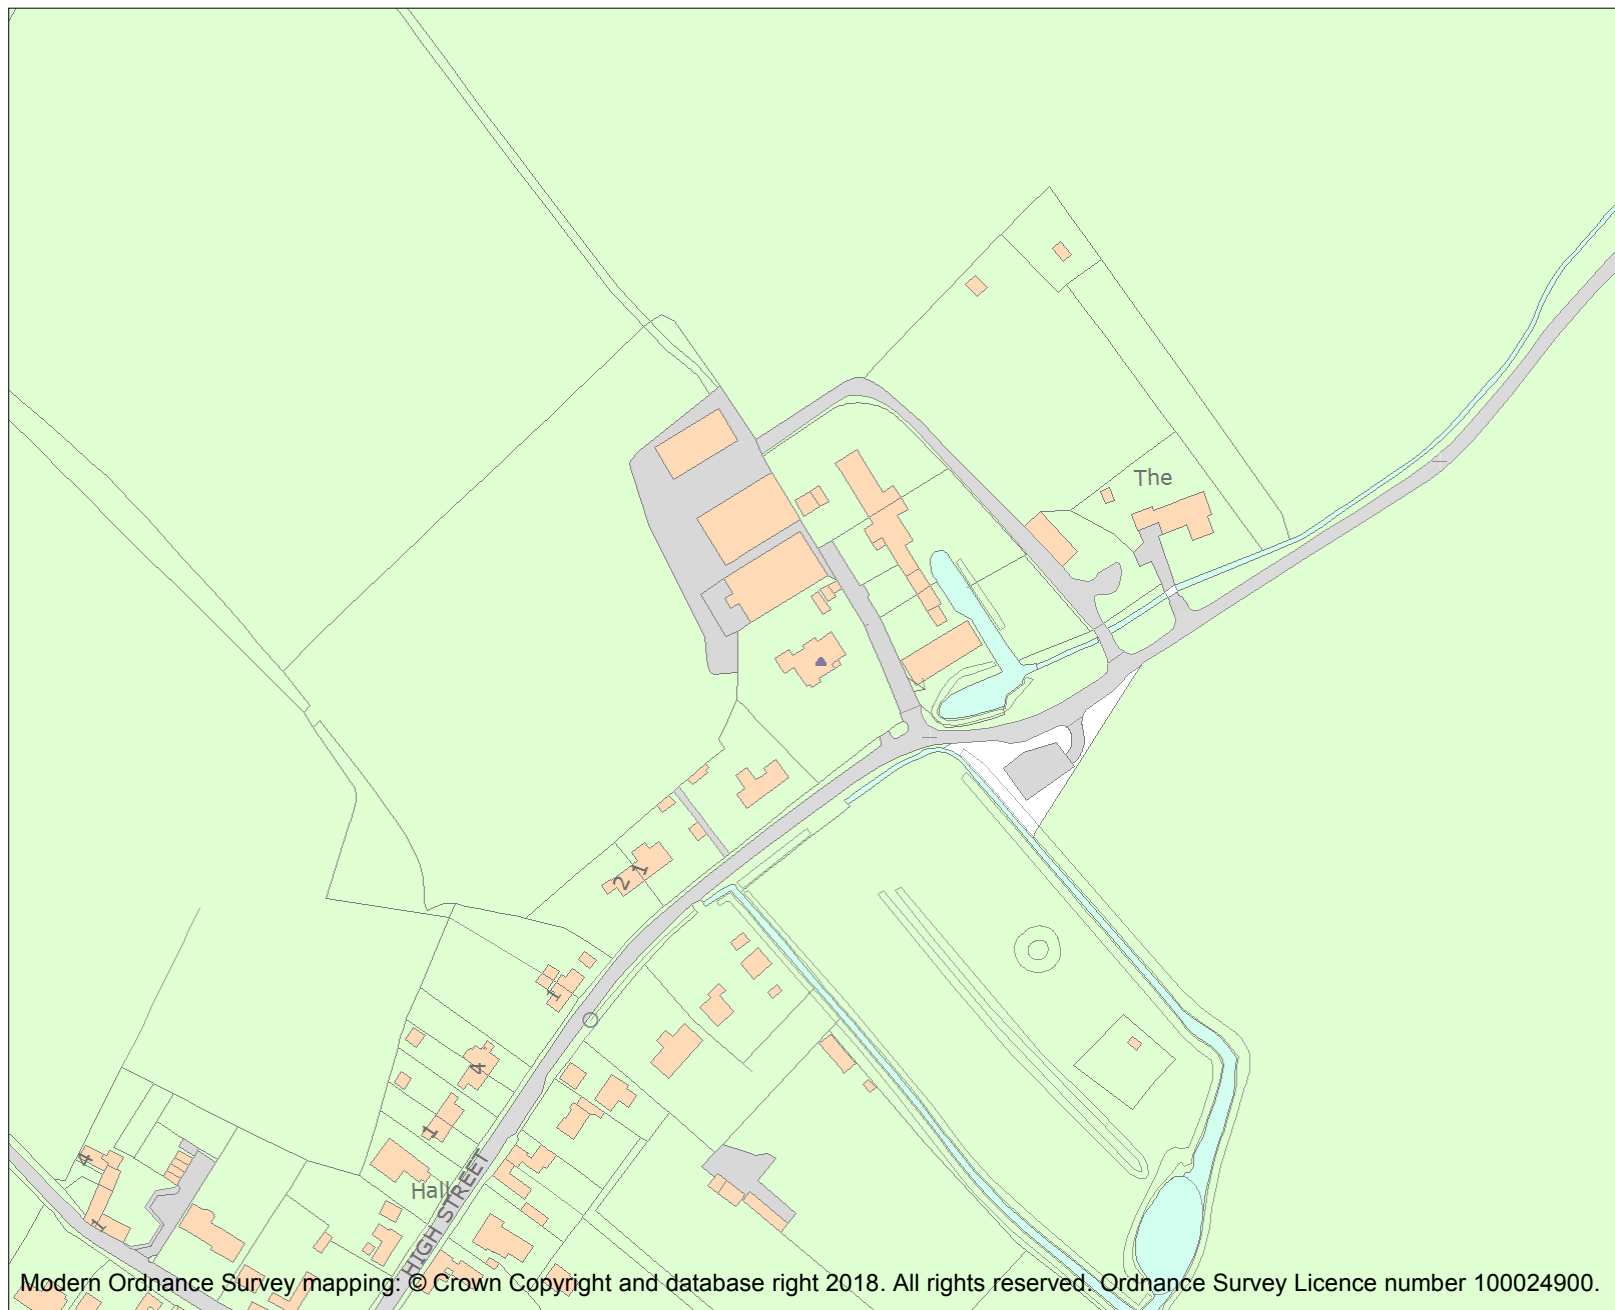 The
2
1
1
4
1
4
Hall
HIGH STREET
1
Modern Ordnance Survey mapping: © Crown Copyright and database right 2018. All rights reserved. Ordnance Survey Licence number 100024900.